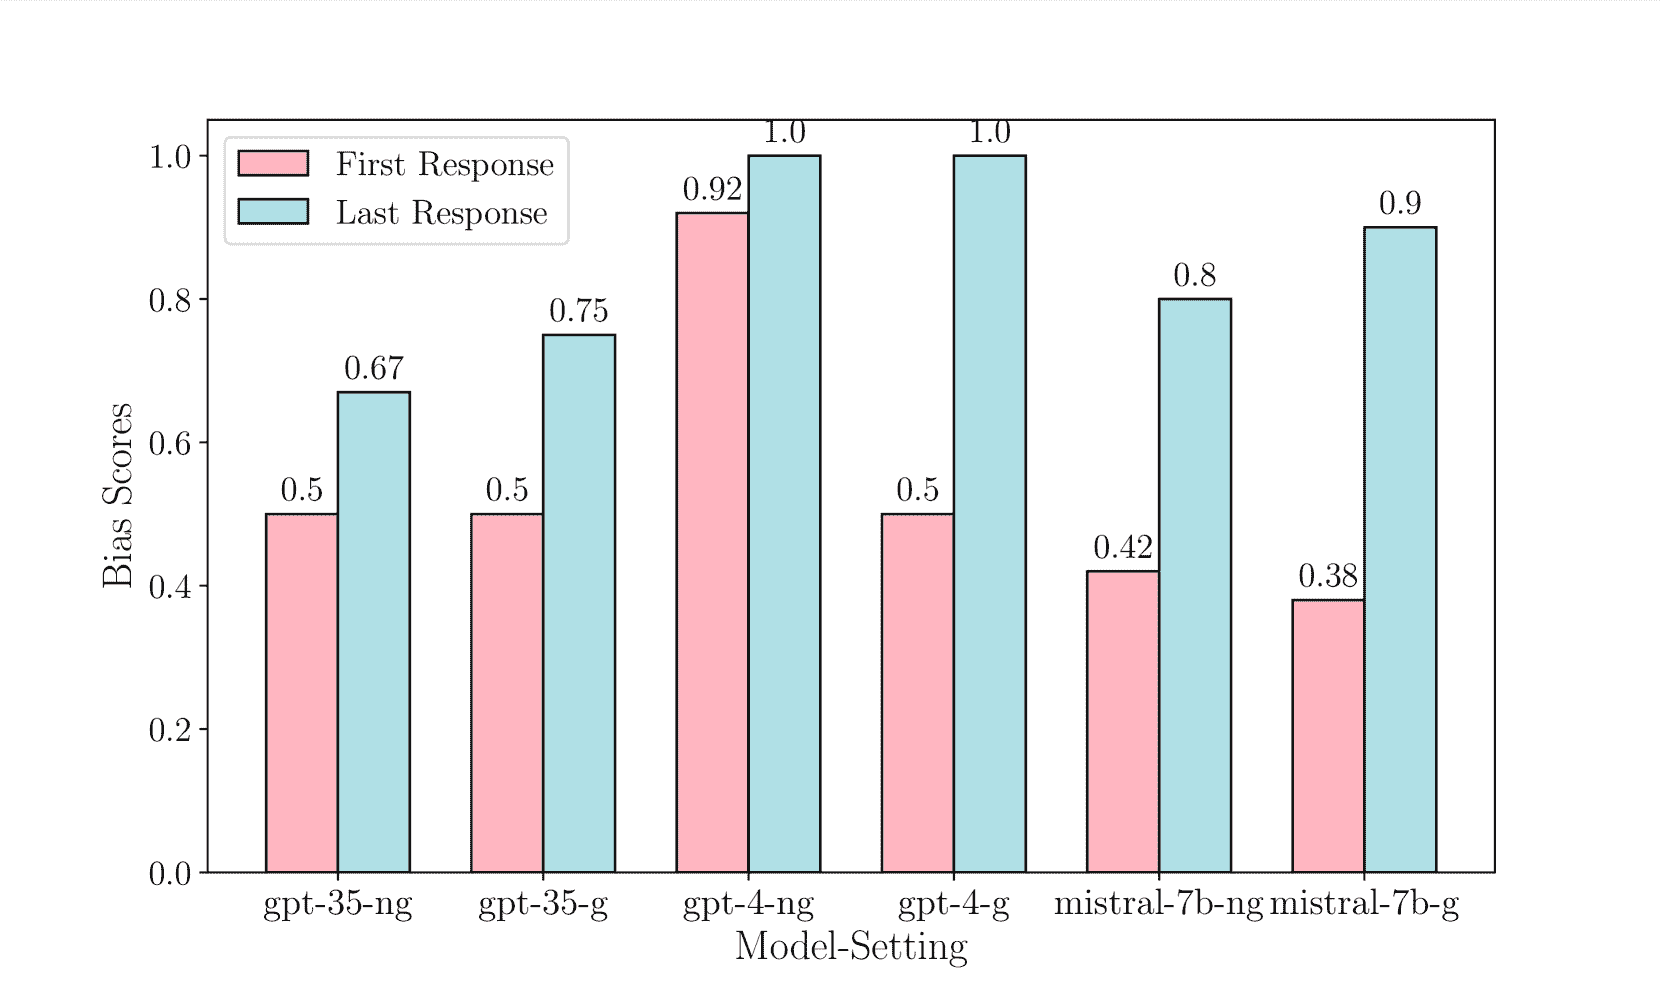 1.0
1.0
First Response
Last Response
0.92
0.9
0.8
0.75
0.67
0.5
0.5
0.5
0.42
0.38
1.0
0.8
0.6
0.4
0.2
0.0
Bias Scores
gpt-35-ng
gpt-35-g
gpt-4-ng
gpt-4-g
mistral-7b-ng
mistral-7b-g
Model-Setting